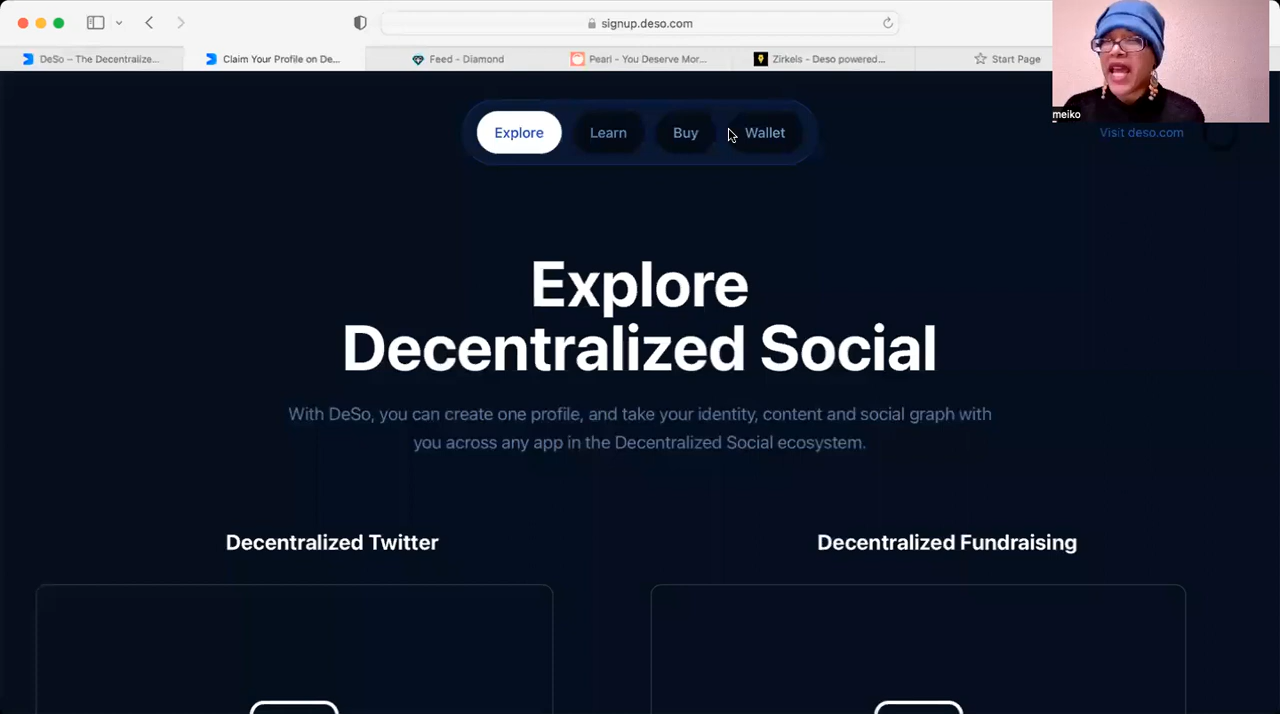 signup.deso.com
DeSo – The Decentralize...
Claim Your Profile on De...
Feed - Diamond
Pearl - You Deserve Mor...
Zirkels - Deso powered...
Start Page
meiko
Explore
Learn
Buy
Wallet
Visit deso.com
Explore
Decentralized Social
With DeSo, you can create one profile, and take your identity, content and social graph with
you across any app in the Decentralized Social ecosystem.
Decentralized Twitter
Decentralized Fundraising